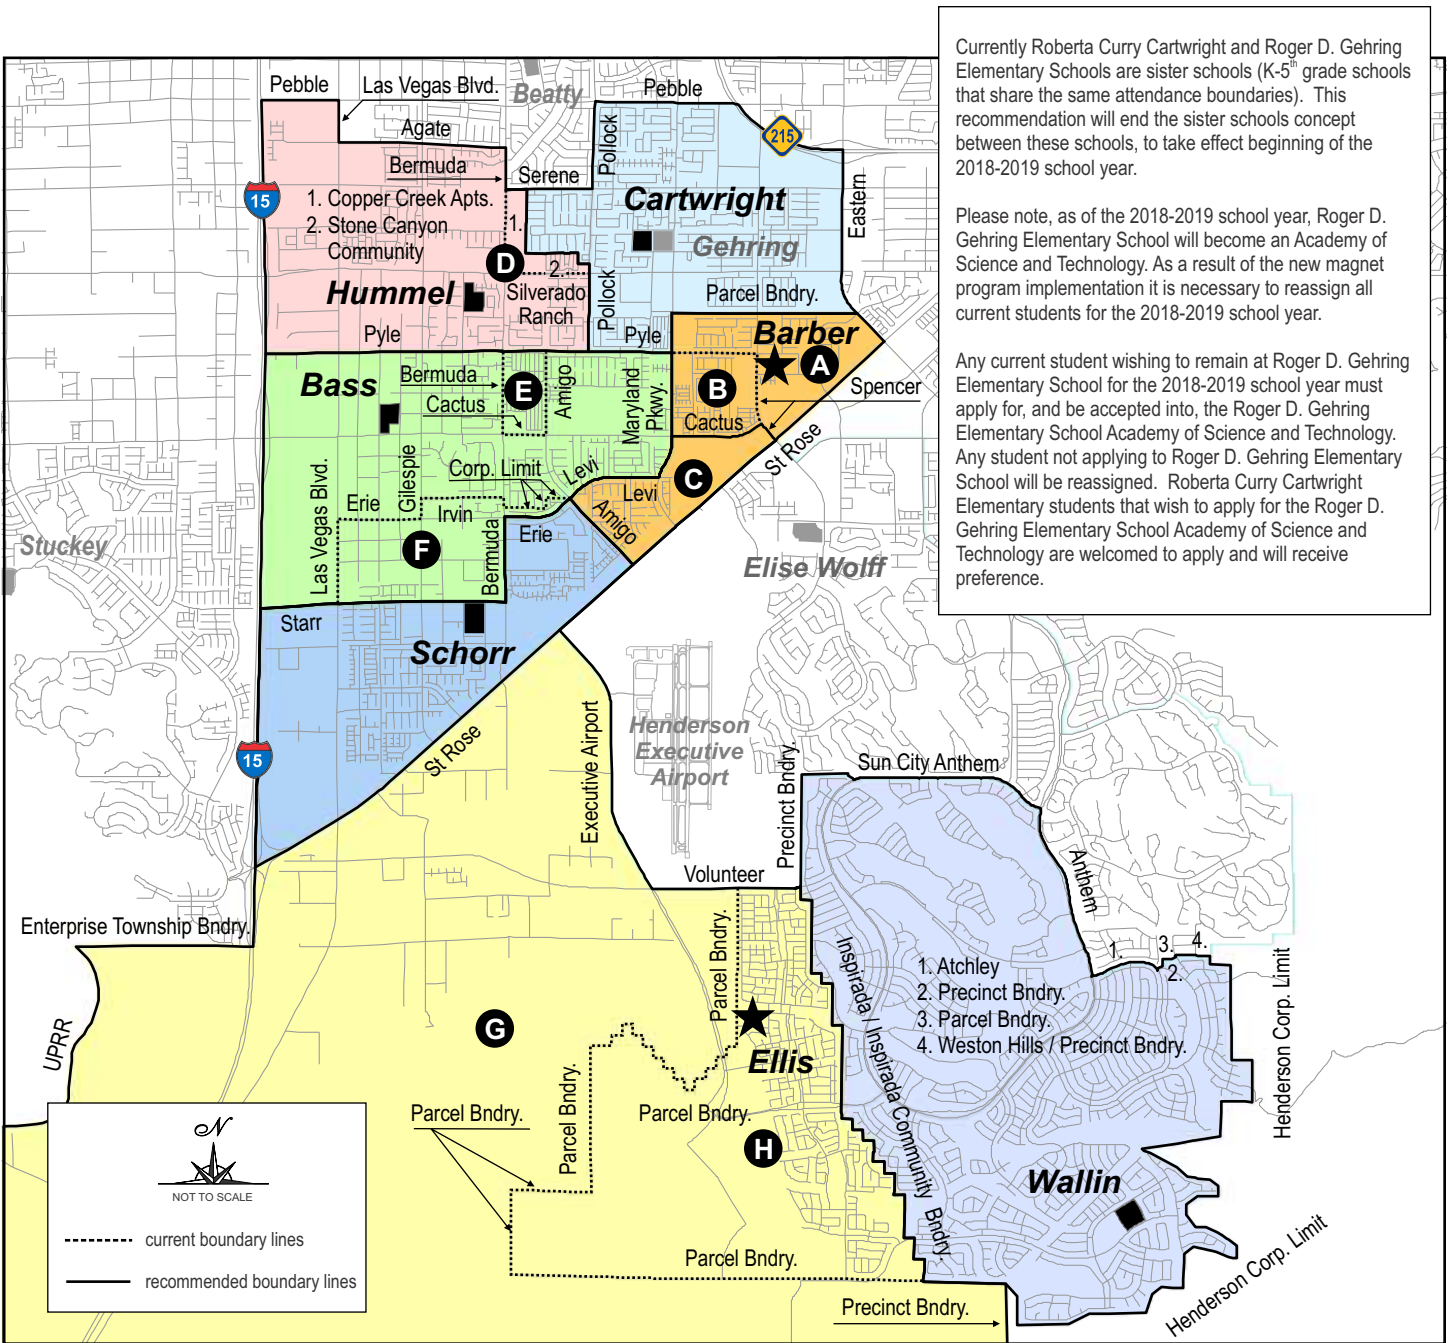 Currently Roberta Curry Cartwright and Roger D. Gehring
Elementary Schools are sister schools (K-5th grade schools
that share the same attendance boundaries). This
recommendation will end the sister schools concept
between these schools, to take effect beginning of the
2018-2019 school year.
Please note, as of the 2018-2019 school year, Roger D.
Gehring Elementary School will become an Academy of
Science and Technology. As a result of the new magnet
program implementation it is necessary to reassign all
current students for the 2018-2019 school year.
Any current student wishing to remain at Roger D. Gehring
Elementary School for the 2018-2019 school year must
apply for, and be accepted into, the Roger D. Gehring
Elementary School Academy of Science and Technology.
Any student not applying to Roger D. Gehring Elementary
School will be reassigned. Roberta Curry Cartwright
Elementary students that wish to apply for the Roger D.
Gehring Elementary School Academy of Science and
Technology are welcomed to apply and will receive
preference.
Pebble
Las Vegas Blvd.
Beatty
Pebble
Agate
Pollock
215
Bermuda
Serene
15
1. Copper Creek Apts.
2. Stone Canyon
Community
1.
Cartwright
Eastern
Gehring
D
2.
Hummel
Silverado
Ranch
Pollock
Parcel Bndry.
Pyle
Pyle
Barber
A
Bass
Bermuda
E
Amigo
Maryland
Pkwy.
B
Spencer
Cactus
Cactus
St Rose
Las Vegas Blvd.
Gilespie
Corp. Limit
Levi
C
Levi
Erie
Irvin
Amigo
Erie
Bermuda
F
Stuckey
Elise Wolff
Starr
Schorr
15
St Rose
Executive Airport
Henderson
Executive
Airport
Precinct Bndry.
Sun City Anthem
Anthem
Volunteer
Enterprise Township Bndry.
UPRR
Parcel Bndry.
Inspirada / Inspirada Community Bndry.
1.
3.
4.
2.
1. Atchley
2. Precinct Bndry.
3. Parcel Bndry.
4. Weston Hills / Precinct Bndry.
Henderson Corp. Limit
G
Ellis
Parcel Bndry.
Parcel Bndry.
Parcel Bndry.
H
Wallin
Parcel Bndry.
Henderson Corp. Limit
Precinct Bndry.
N
NOT TO SCALE
current boundary lines
recommended boundary lines